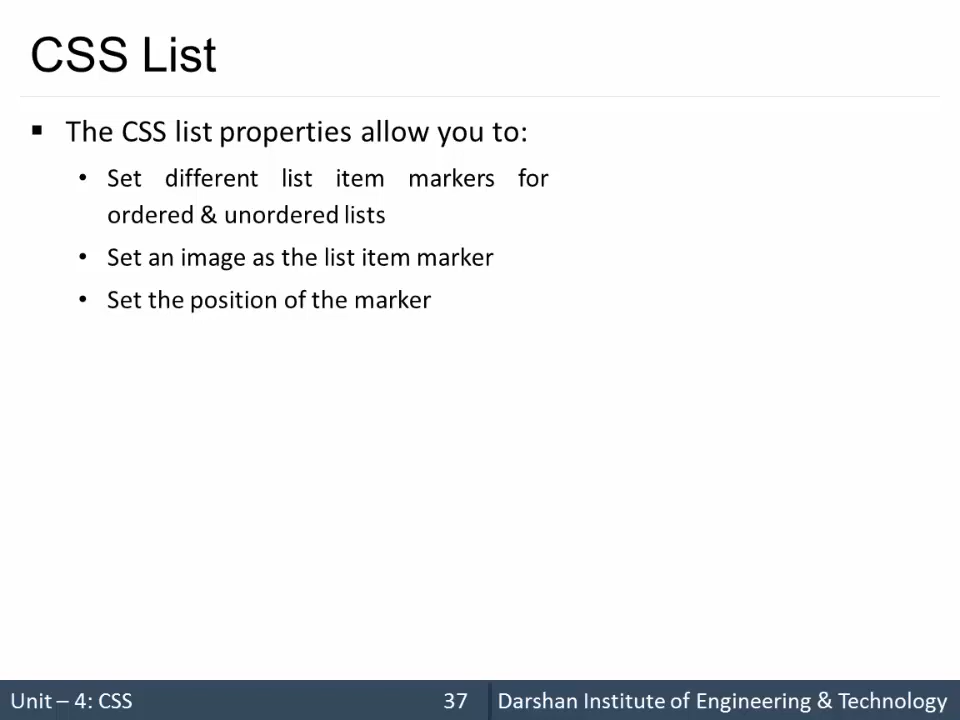 CSS List
▪ The CSS list properties allow you to:
• Set different list item markers for
ordered & unordered lists
• Set an image as the list item marker
• Set the position of the marker
Unit – 4: CSS 37 Darshan Institute of Engineering & Technology